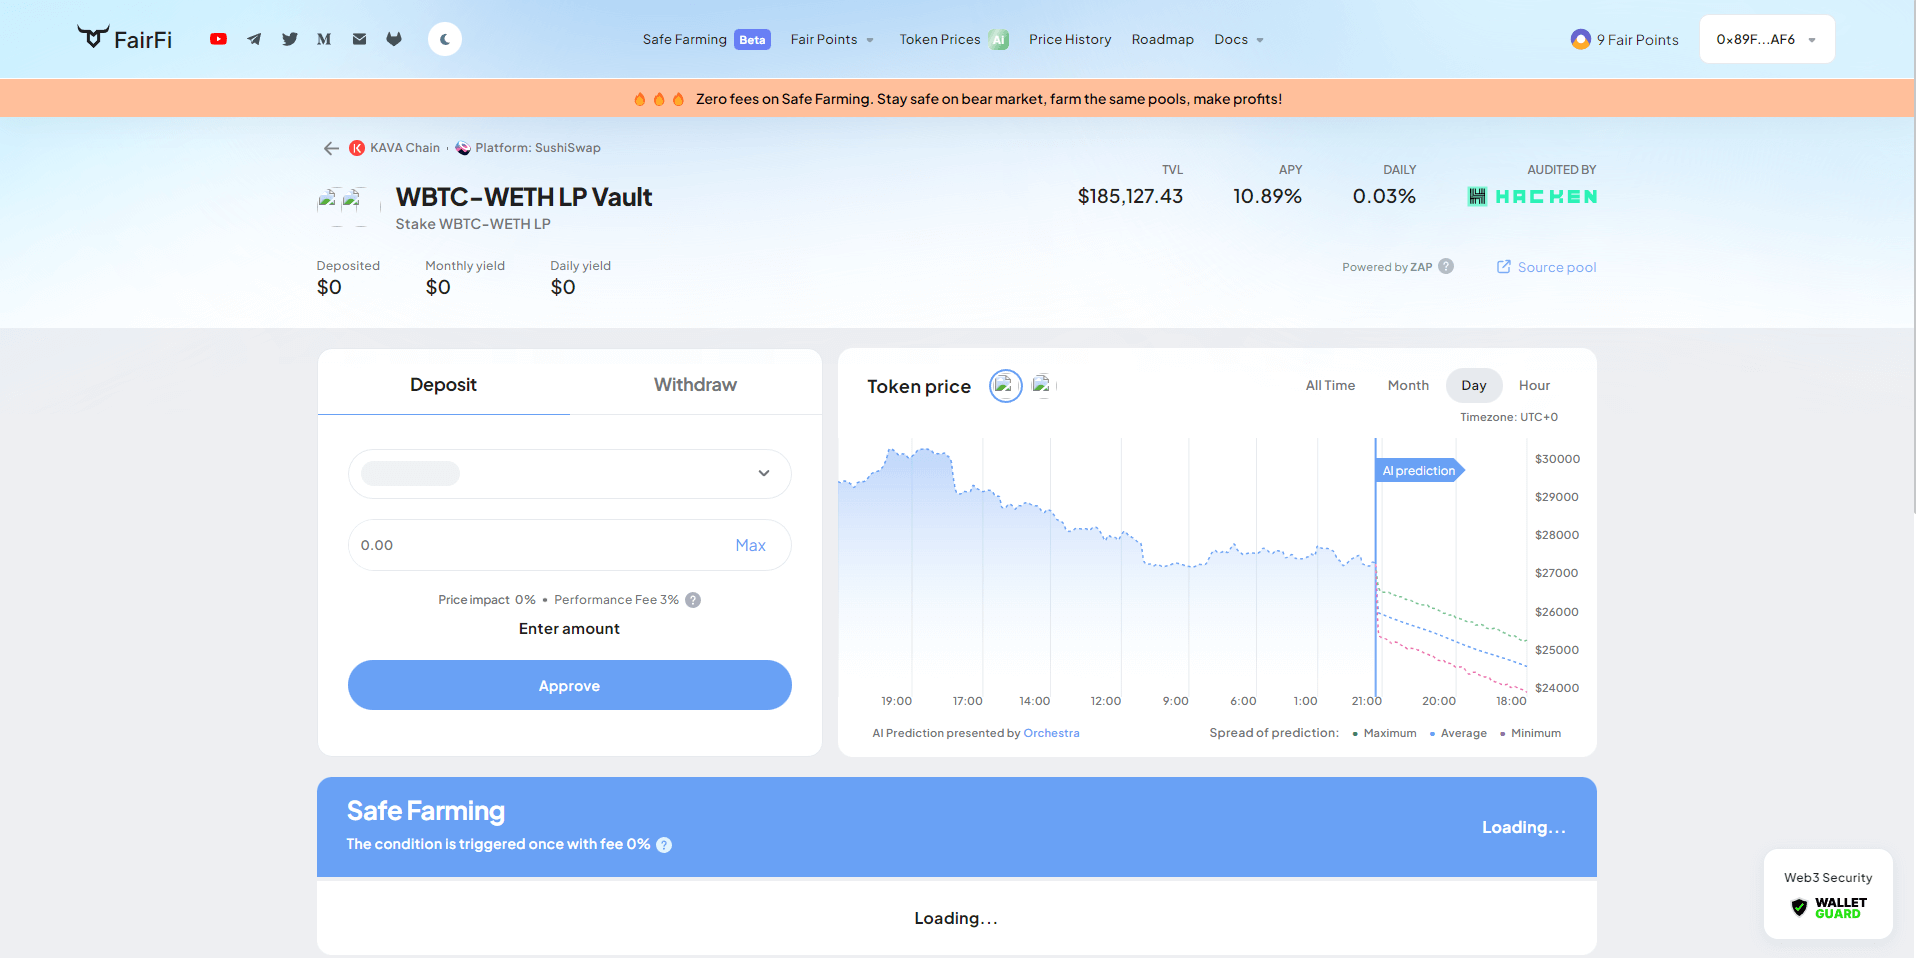 FairFi
Safe Farming Beta Fair Points Token Prices AI Price History Roadmap Docs
9 Fair Points
0x89F...AF6
Zero fees on Safe Farming. Stay safe on bear market, farm the same pools, make profits!
KAVA Chain Platform: SushiSwap
WBTC-WETH LP Vault
Stake WBTC-WETH LP
TVL APY DAILY AUDITED BY
$185,127.43 10.89% 0.03% HACKEN
Deposited Monthly yield Daily yield
$0 $0 $0
Powered by ZAP ? Source pool
Deposit Withdraw
0.00 Max
Price impact 0% • Performance Fee 3% ?
Enter amount
Approve
Token price
All Time Month Day Hour
Timezone: UTC+0
AI prediction
$30000
$29000
$28000
$27000
$26000
$25000
$24000
19:00 17:00 14:00 12:00 9:00 6:00 1:00 21:00 20:00 18:00
AI Prediction presented by Orchestra
Spread of prediction: • Maximum • Average • Minimum
Safe Farming
The condition is triggered once with fee 0% ?
Loading...
Loading...
Web3 Security
WALLET
GUARD